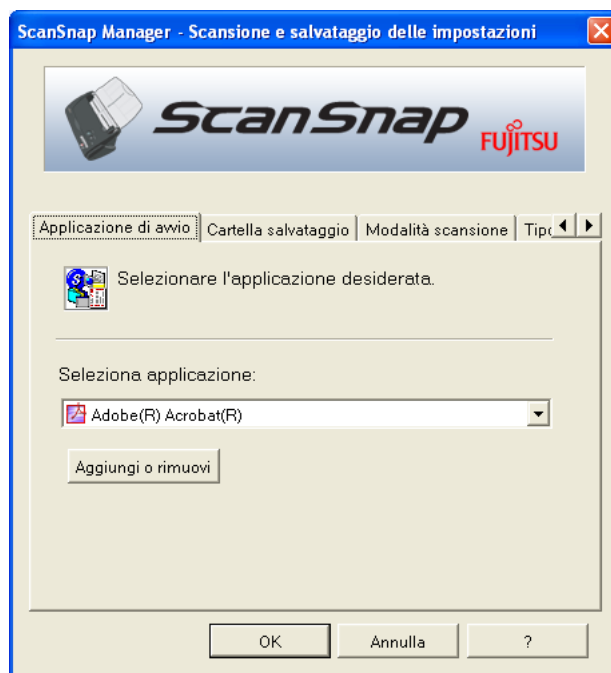 ScanSnap Manager - Scansione e salvataggio delle impostazioni
ScanSnap
FUJITSU
Applicazione di avvio
Cartella salvataggio
Modalità scansione
Selezionare l'applicazione desiderata.
Seleziona applicazione:
Adobe(R) Acrobat(R)
Aggiungi o rimuovi
OK
Annulla
?